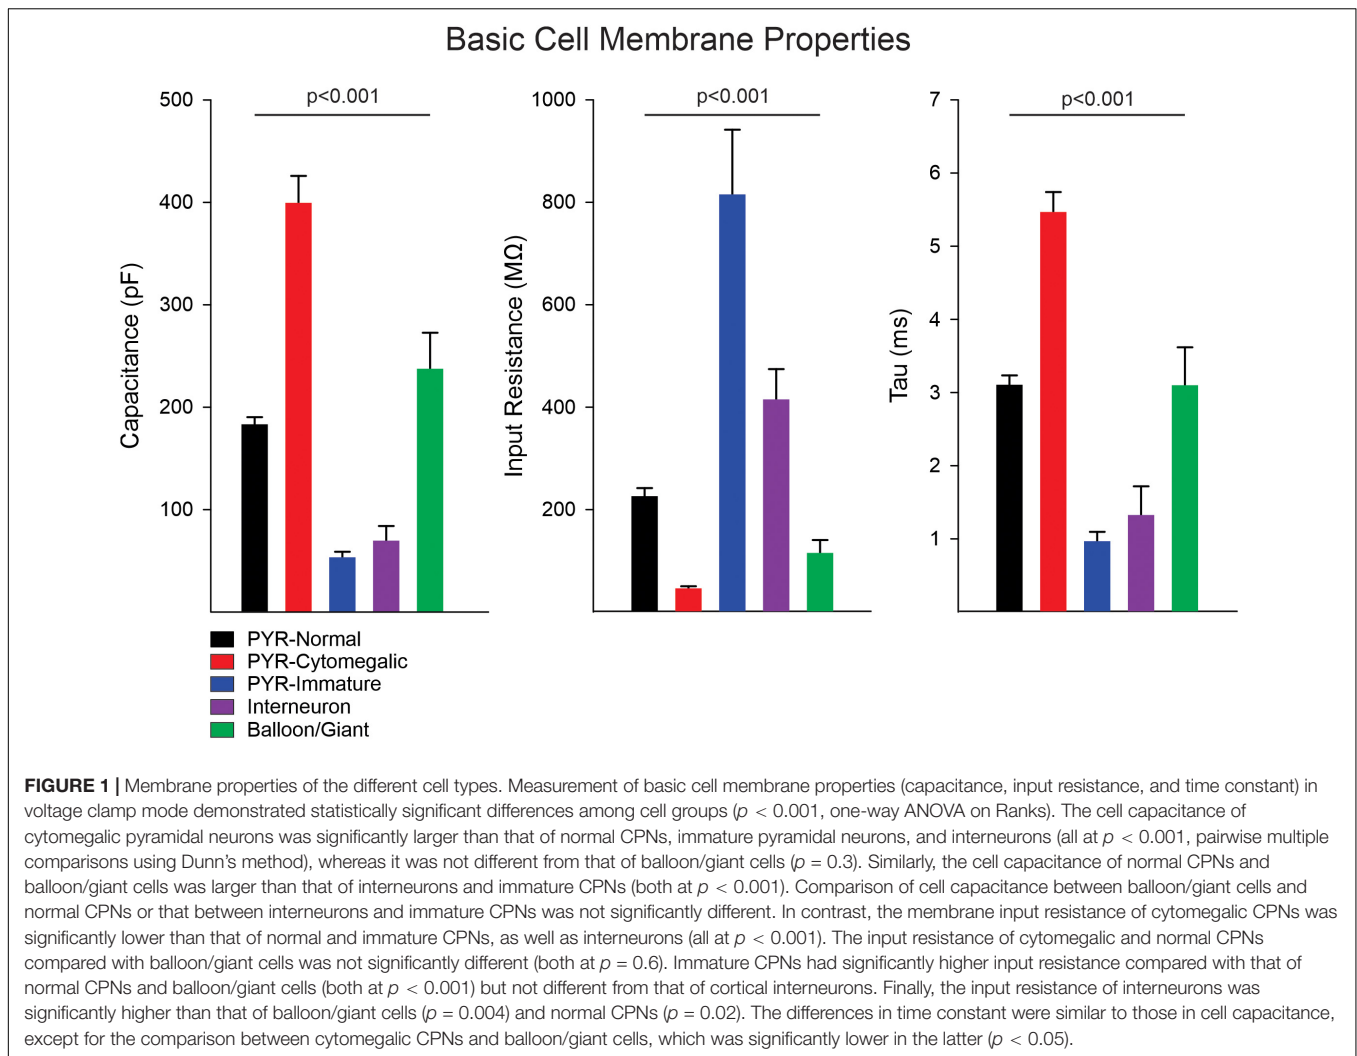 Basic Cell Membrane Properties
500
400
300
200
100
Capacitance (pF)
p<0.001
1000
800
600
400
200
Input Resistance (MΩ)
p<0.001
7
6
5
4
3
2
1
Tau (ms)
p<0.001
PYR-Normal
PYR-Cytomegalic
PYR-Immature
Interneuron
Balloon/Giant
FIGURE 1 | Membrane properties of the different cell types. Measurement of basic cell membrane properties (capacitance, input resistance, and time constant) in
voltage clamp mode demonstrated statistically significant differences among cell groups (p < 0.001, one-way ANOVA on Ranks). The cell capacitance of
cytomegalic pyramidal neurons was significantly larger than that of normal CPNs, immature pyramidal neurons, and interneurons (all at p < 0.001, pairwise multiple
comparisons using Dunn's method), whereas it was not different from that of balloon/giant cells (p = 0.3). Similarly, the cell capacitance of normal CPNs and
balloon/giant cells was larger than that of interneurons and immature CPNs (both at p < 0.001). Comparison of cell capacitance between balloon/giant cells and
normal CPNs or that between interneurons and immature CPNs was not significantly different. In contrast, the membrane input resistance of cytomegalic CPNs was
significantly lower than that of normal and immature CPNs, as well as interneurons (all at p < 0.001). The input resistance of cytomegalic and normal CPNs
compared with balloon/giant cells was not significantly different (both at p = 0.6). Immature CPNs had significantly higher input resistance compared with that of
normal CPNs and balloon/giant cells (both at p < 0.001) but not different from that of cortical interneurons. Finally, the input resistance of interneurons was
significantly higher than that of balloon/giant cells (p = 0.004) and normal CPNs (p = 0.02). The differences in time constant were similar to those in cell capacitance,
except for the comparison between cytomegalic CPNs and balloon/giant cells, which was significantly lower in the latter (p < 0.05).